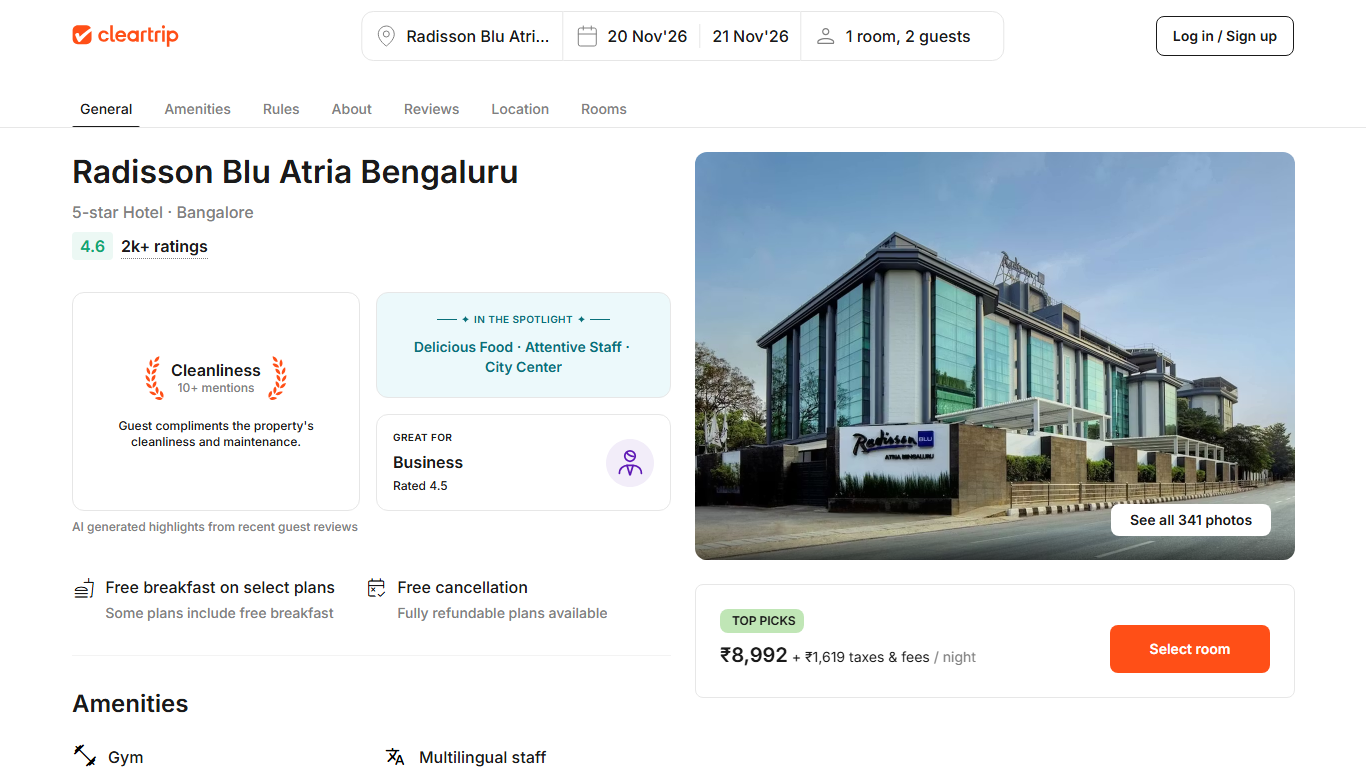 cleartrip
Radisson Blu Atri...
20 Nov'26
21 Nov'26
1 room, 2 guests
Log in / Sign up
General
Amenities
Rules
About
Reviews
Location
Rooms
Radisson Blu Atria Bengaluru
5-star Hotel · Bangalore
4.6
2k+ ratings
Cleanliness
10+ mentions
Guest compliments the property's
cleanliness and maintenance.
IN THE SPOTLIGHT
Delicious Food · Attentive Staff ·
City Center
GREAT FOR
Business
Rated 4.5
AI generated highlights from recent guest reviews
Free breakfast on select plans
Some plans include free breakfast
Free cancellation
Fully refundable plans available
Amenities
Gym
Multilingual staff
Radisson
Radisson BLU
ATRIA BENGALURU
See all 341 photos
TOP PICKS
₹8,992 + ₹1,619 taxes & fees / night
Select room